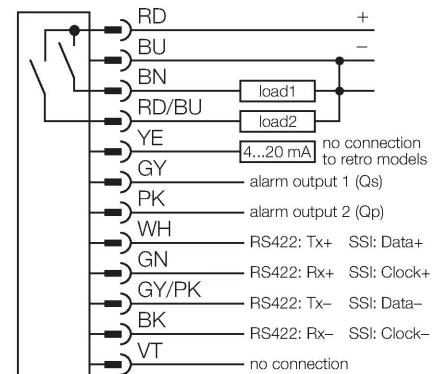 RD +
BU −
BN load1
RD/BU load2
YE 4...20 mA no connection
to retro models
GY alarm output 1 (Qs)
PK alarm output 2 (Qp)
WH RS422: Tx+ SSI: Data+
GN RS422: Rx+ SSI: Clock+
GY/PK RS422: Tx− SSI: Data−
BK RS422: Rx− SSI: Clock−
VT no connection